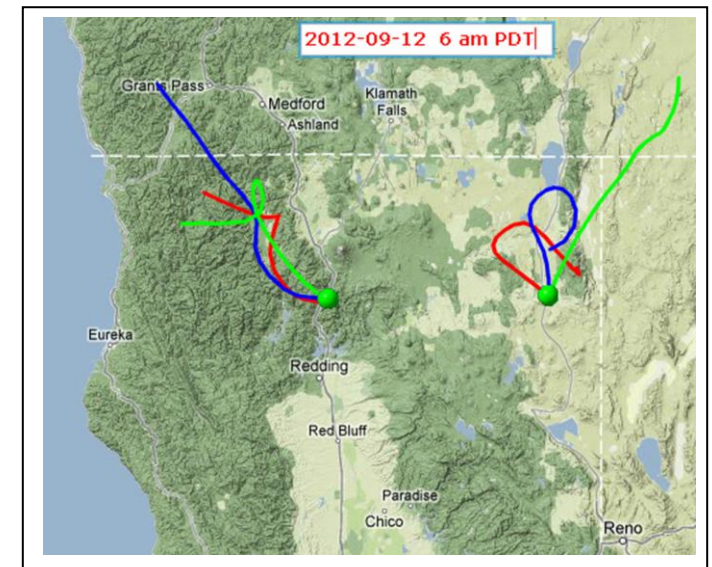 2012-09-12 6 am PDT
Grants Pass
Medford
Ashland
Klamath
Falls
Eureka
Redding
Red Bluff
Paradise
Chico
Reno